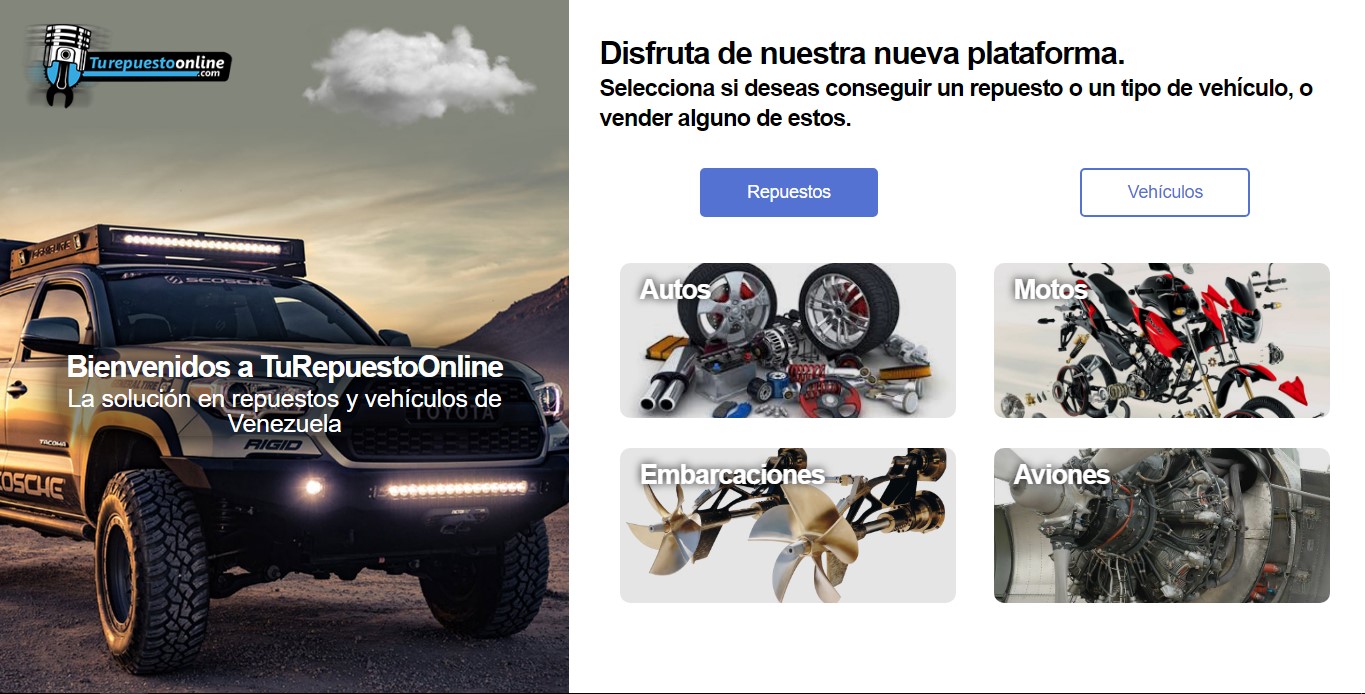 Turepuestoonline
.com
Bienvenidos a TuRepuestoOnline
La solución en repuestos y vehículos de
Venezuela
SCOSCHE
TOYOTA
TACOMA
RIGID
COSCHE
Disfruta de nuestra nueva plataforma.
Selecciona si deseas conseguir un repuesto o un tipo de vehículo, o
vender alguno de estos.
Repuestos
Vehículos
Autos
Motos
Embarcaciones
Aviones